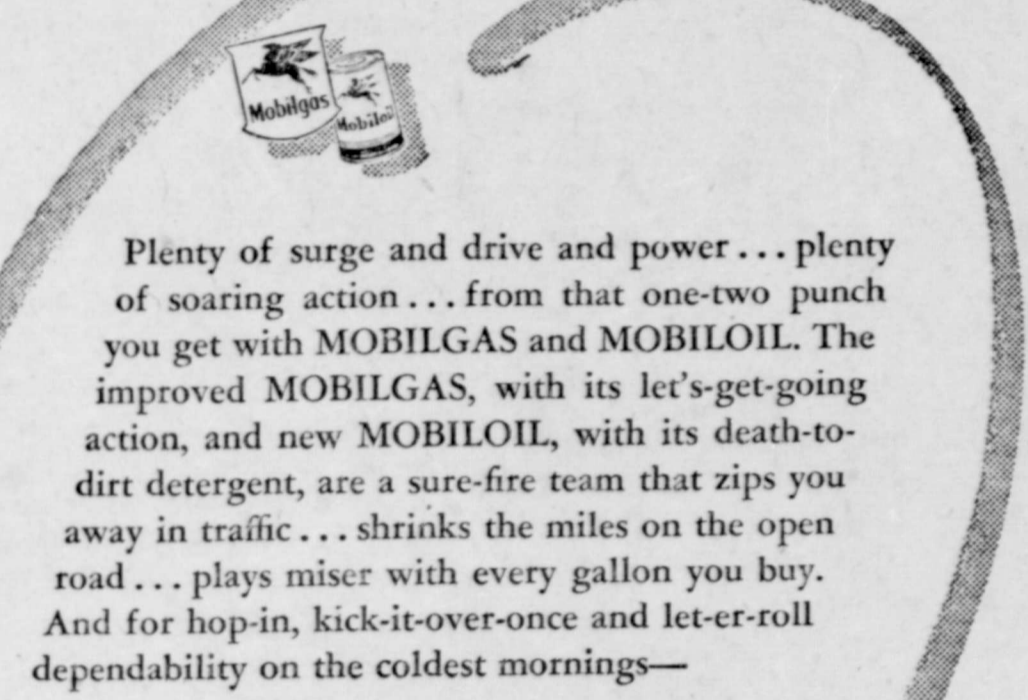 Mobilgas
Mobiloil
Plenty of surge and drive and power...plenty
of soaring action...from that one-two punch
you get with MOBILGAS and MOBILOIL. The
improved MOBILGAS, with its let's-get-going
action, and new MOBILOIL, with its death-to-
dirt detergent, are a sure-fire team that zips you
away in traffic...shrinks the miles on the open
road...plays miser with every gallon you buy.
And for hop-in, kick-it-over-once and let-er-roll
dependability on the coldest mornings—